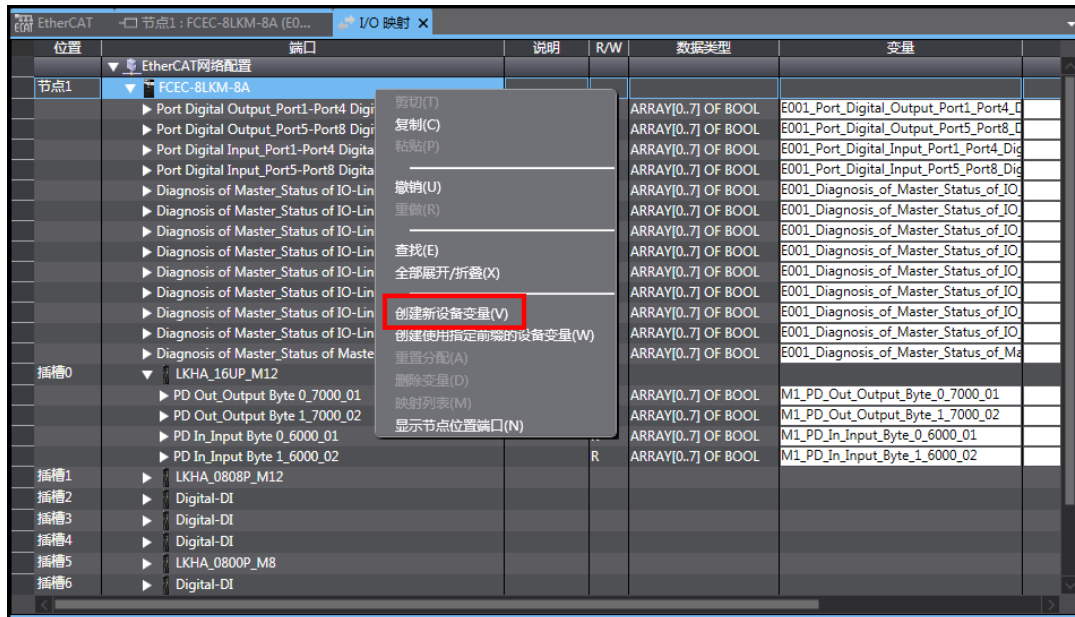 EtherCAT 节点1 : FCEC-8LKM-8A (E0... I/O 映射
位置 端口 说明 R/W 数据类型 变量
EtherCAT网络配置
节点1 FCEC-8LKM-8A
Port Digital Output_Port1-Port4 Digi ARRAY[0..7] OF BOOL E001_Port_Digital_Output_Port1_Port4_D
Port Digital Output_Port5-Port8 Digi ARRAY[0..7] OF BOOL E001_Port_Digital_Output_Port5_Port8_D
Port Digital Input_Port1-Port4 Digita ARRAY[0..7] OF BOOL E001_Port_Digital_Input_Port1_Port4_Dig
Port Digital Input_Port5-Port8 Digita ARRAY[0..7] OF BOOL E001_Port_Digital_Input_Port5_Port8_Dig
Diagnosis of Master_Status of IO-Lin ARRAY[0..7] OF BOOL E001_Diagnosis_of_Master_Status_of_IO_
Diagnosis of Master_Status of IO-Lin ARRAY[0..7] OF BOOL E001_Diagnosis_of_Master_Status_of_IO_
Diagnosis of Master_Status of IO-Lin ARRAY[0..7] OF BOOL E001_Diagnosis_of_Master_Status_of_IO_
Diagnosis of Master_Status of IO-Lin ARRAY[0..7] OF BOOL E001_Diagnosis_of_Master_Status_of_IO_
Diagnosis of Master_Status of IO-Lin ARRAY[0..7] OF BOOL E001_Diagnosis_of_Master_Status_of_IO_
Diagnosis of Master_Status of IO-Lin ARRAY[0..7] OF BOOL E001_Diagnosis_of_Master_Status_of_IO_
Diagnosis of Master_Status of IO-Lin ARRAY[0..7] OF BOOL E001_Diagnosis_of_Master_Status_of_IO_
Diagnosis of Master_Status of IO-Lin ARRAY[0..7] OF BOOL E001_Diagnosis_of_Master_Status_of_IO_
Diagnosis of Master_Status of Maste ARRAY[0..7] OF BOOL E001_Diagnosis_of_Master_Status_of_Ma
插槽0 LKHA_16UP_M12
PD Out_Output Byte 0_7000_01 ARRAY[0..7] OF BOOL M1_PD_Out_Output_Byte_0_7000_01
PD Out_Output Byte 1_7000_02 ARRAY[0..7] OF BOOL M1_PD_Out_Output_Byte_1_7000_02
PD In_Input Byte 0_6000_01 ARRAY[0..7] OF BOOL M1_PD_In_Input_Byte_0_6000_01
PD In_Input Byte 1_6000_02 R ARRAY[0..7] OF BOOL M1_PD_In_Input_Byte_1_6000_02
插槽1 LKHA_0808P_M12
插槽2 Digital-DI
插槽3 Digital-DI
插槽4 Digital-DI
插槽5 LKHA_0800P_M8
插槽6 Digital-DI
剪切(T)
复制(C)
粘贴(P)
撤销(U)
重做(R)
查找(E)
全部展开/折叠(X)
创建新设备变量(V)
创建使用指定前缀的设备变量(W)
重置分配(A)
删除变量(D)
映射列表(M)
显示节点位置端口(N)